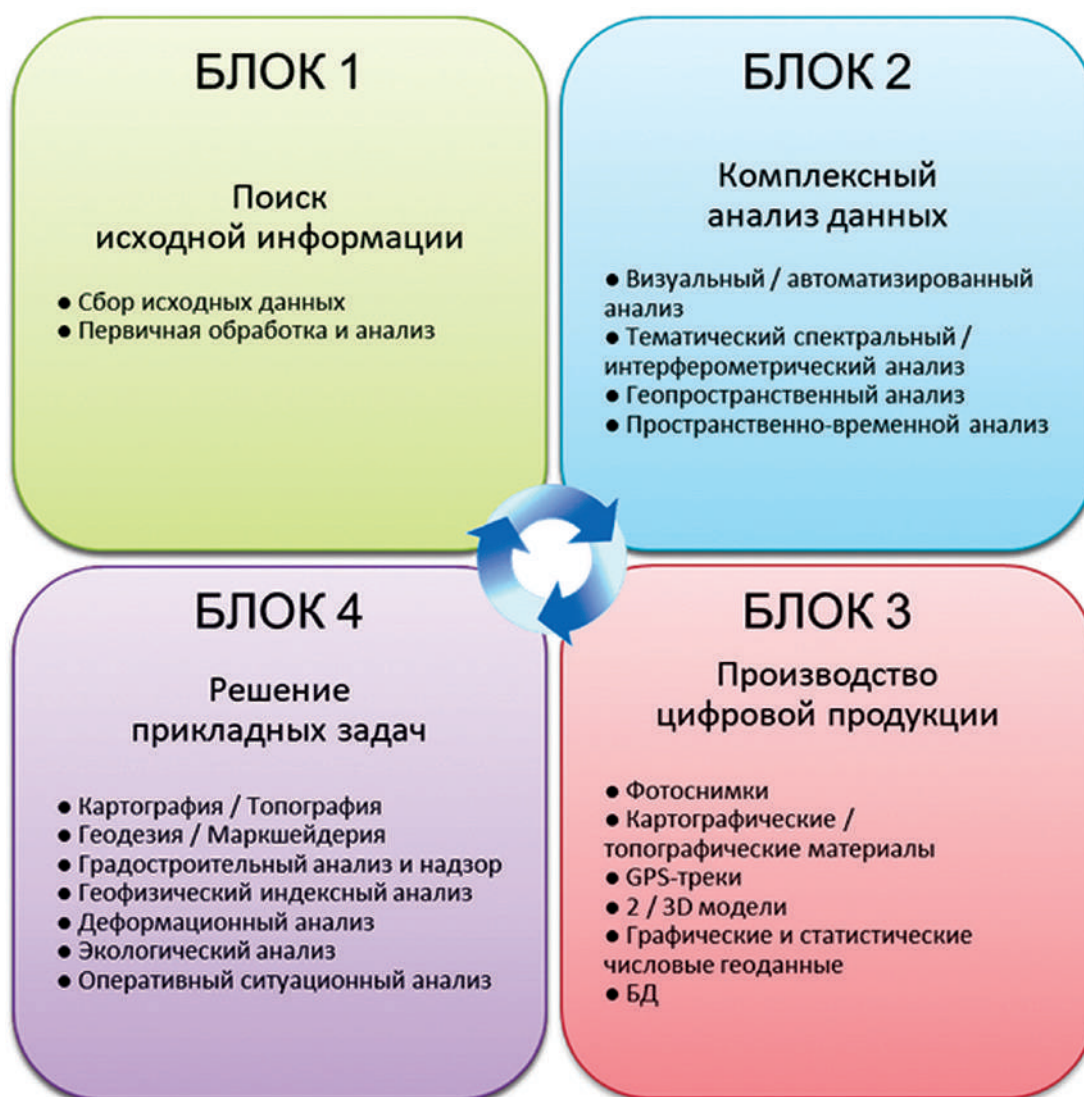 БЛОК 1
Поиск
исходной информации
● Сбор исходных данных
● Первичная обработка и анализ
БЛОК 2
Комплексный
анализ данных
● Визуальный / автоматизированный
анализ
● Тематический спектральный /
интерферометрический анализ
● Геопространственный анализ
● Пространственно-временной анализ
БЛОК 4
Решение
прикладных задач
● Картография / Топография
● Геодезия / Маркшейдерия
● Градостроительный анализ и надзор
● Геофизический индексный анализ
● Деформационный анализ
● Экологический анализ
● Оперативный ситуационный анализ
БЛОК 3
Производство
цифровой продукции
● Фотоснимки
● Картографические /
топографические материалы
● GPS-треки
● 2 / 3D модели
● Графические и статистические
числовые геоданные
● БД